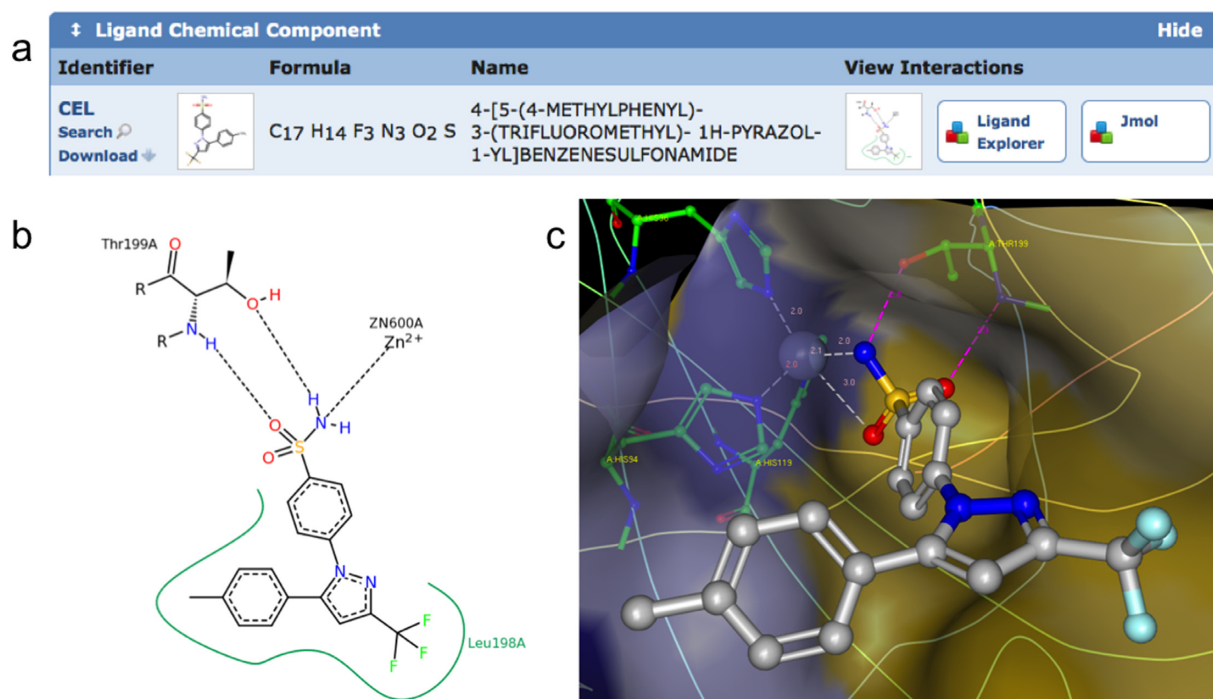 a
Ligand Chemical Component
Hide
Identifier
Formula
Name
View Interactions
CEL
Search
Download
C17 H14 F3 N3 O2 S
4-[5-(4-METHYLPHENYL)-
3-(TRIFLUOROMETHYL)- 1H-PYRAZOL-
1-YL]BENZENESULFONAMIDE
Ligand
Explorer
Jmol
b
Thr199A
O
R
O
H
N
R
H
ZN600A
Zn2+
H
N
H
O
S
O
N
N
F
F
F
Leu198A
c
A:THR199
2.0
2.0
2.1
2.0
3.0
A:HIS94
A:HIS119